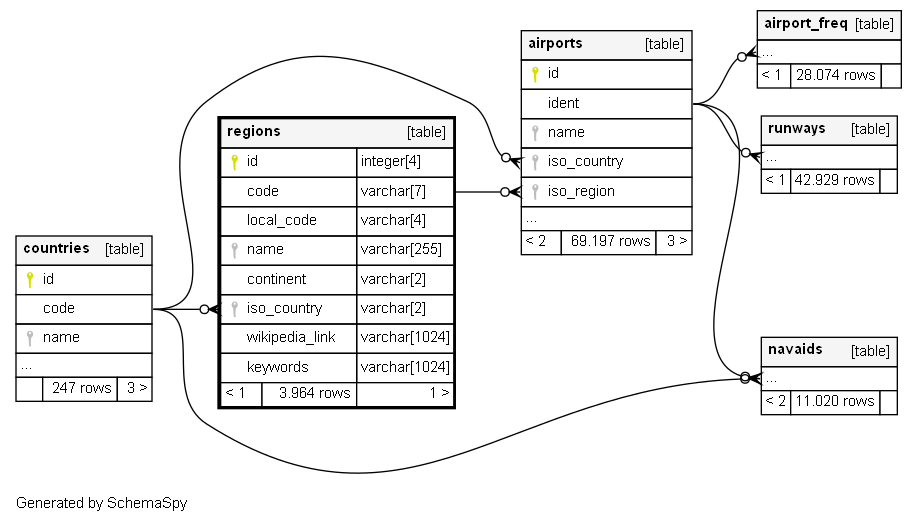 countries [table]
id
code
name
...
247 rows 3 >
regions [table]
id integer[4]
code varchar[7]
local_code varchar[4]
name varchar[255]
continent varchar[2]
iso_country varchar[2]
wikipedia_link varchar[1024]
keywords varchar[1024]
< 1 3.964 rows 1 >
airports [table]
id
ident
name
iso_country
iso_region
...
< 2 69.197 rows 3 >
airport_freq [table]
...
< 1 28.074 rows
runways [table]
...
< 1 42.929 rows
navaids [table]
...
< 2 11.020 rows
Generated by SchemaSpy